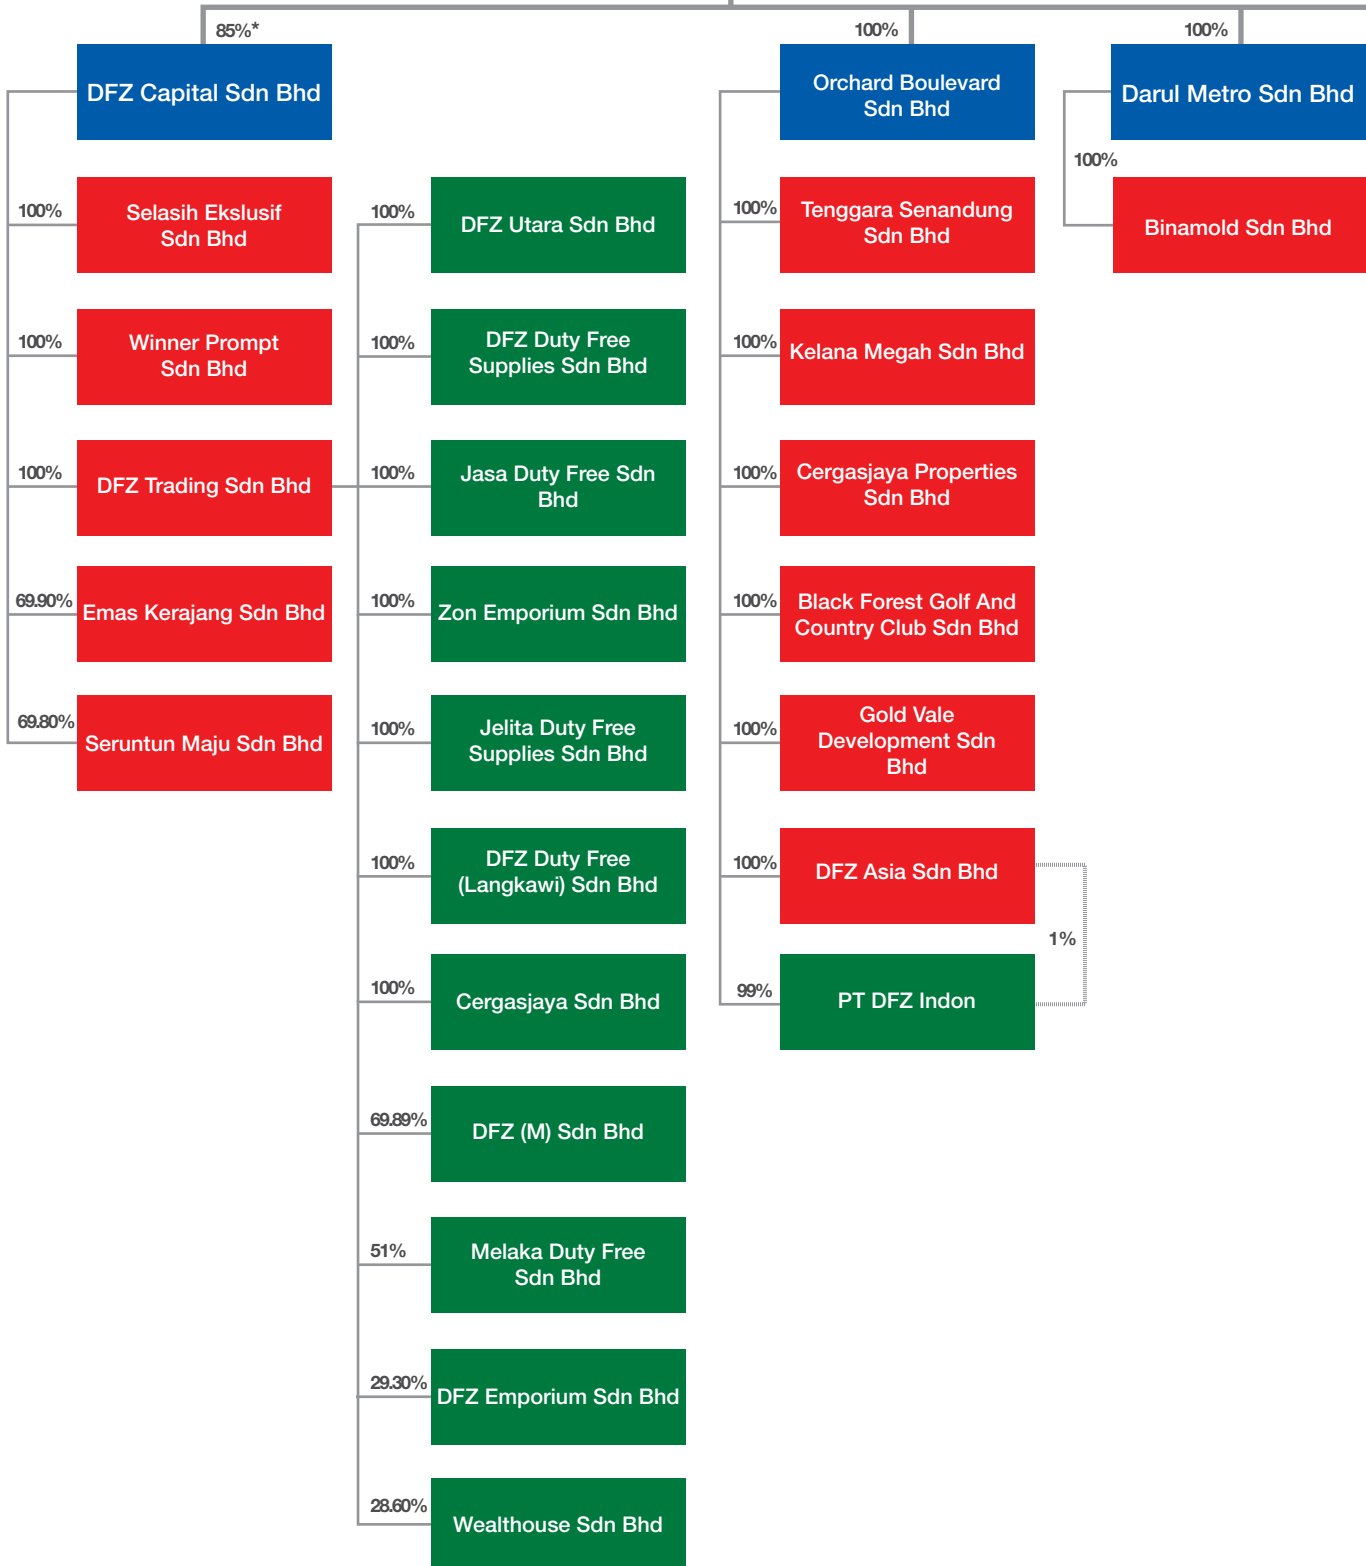 85%*
DFZ Capital Sdn Bhd
100%
Selasih Ekslusif
Sdn Bhd
100%
Winner Prompt
Sdn Bhd
100%
DFZ Trading Sdn Bhd
69.90%
Emas Kerajang Sdn Bhd
69.80%
Seruntun Maju Sdn Bhd
100%
DFZ Utara Sdn Bhd
100%
DFZ Duty Free
Supplies Sdn Bhd
100%
Jasa Duty Free Sdn
Bhd
100%
Zon Emporium Sdn Bhd
100%
Jelita Duty Free
Supplies Sdn Bhd
100%
DFZ Duty Free
(Langkawi) Sdn Bhd
100%
Cergasjaya Sdn Bhd
69.89%
DFZ (M) Sdn Bhd
51%
Melaka Duty Free
Sdn Bhd
29.30%
DFZ Emporium Sdn Bhd
28.60%
Wealthouse Sdn Bhd
100%
Orchard Boulevard
Sdn Bhd
100%
Tenggara Senandung
Sdn Bhd
100%
Kelana Megah Sdn Bhd
100%
Cergasjaya Properties
Sdn Bhd
100%
Black Forest Golf And
Country Club Sdn Bhd
100%
Gold Vale
Development Sdn
Bhd
100%
DFZ Asia Sdn Bhd
1%
99%
PT DFZ Indon
100%
Darul Metro Sdn Bhd
100%
Binamold Sdn Bhd